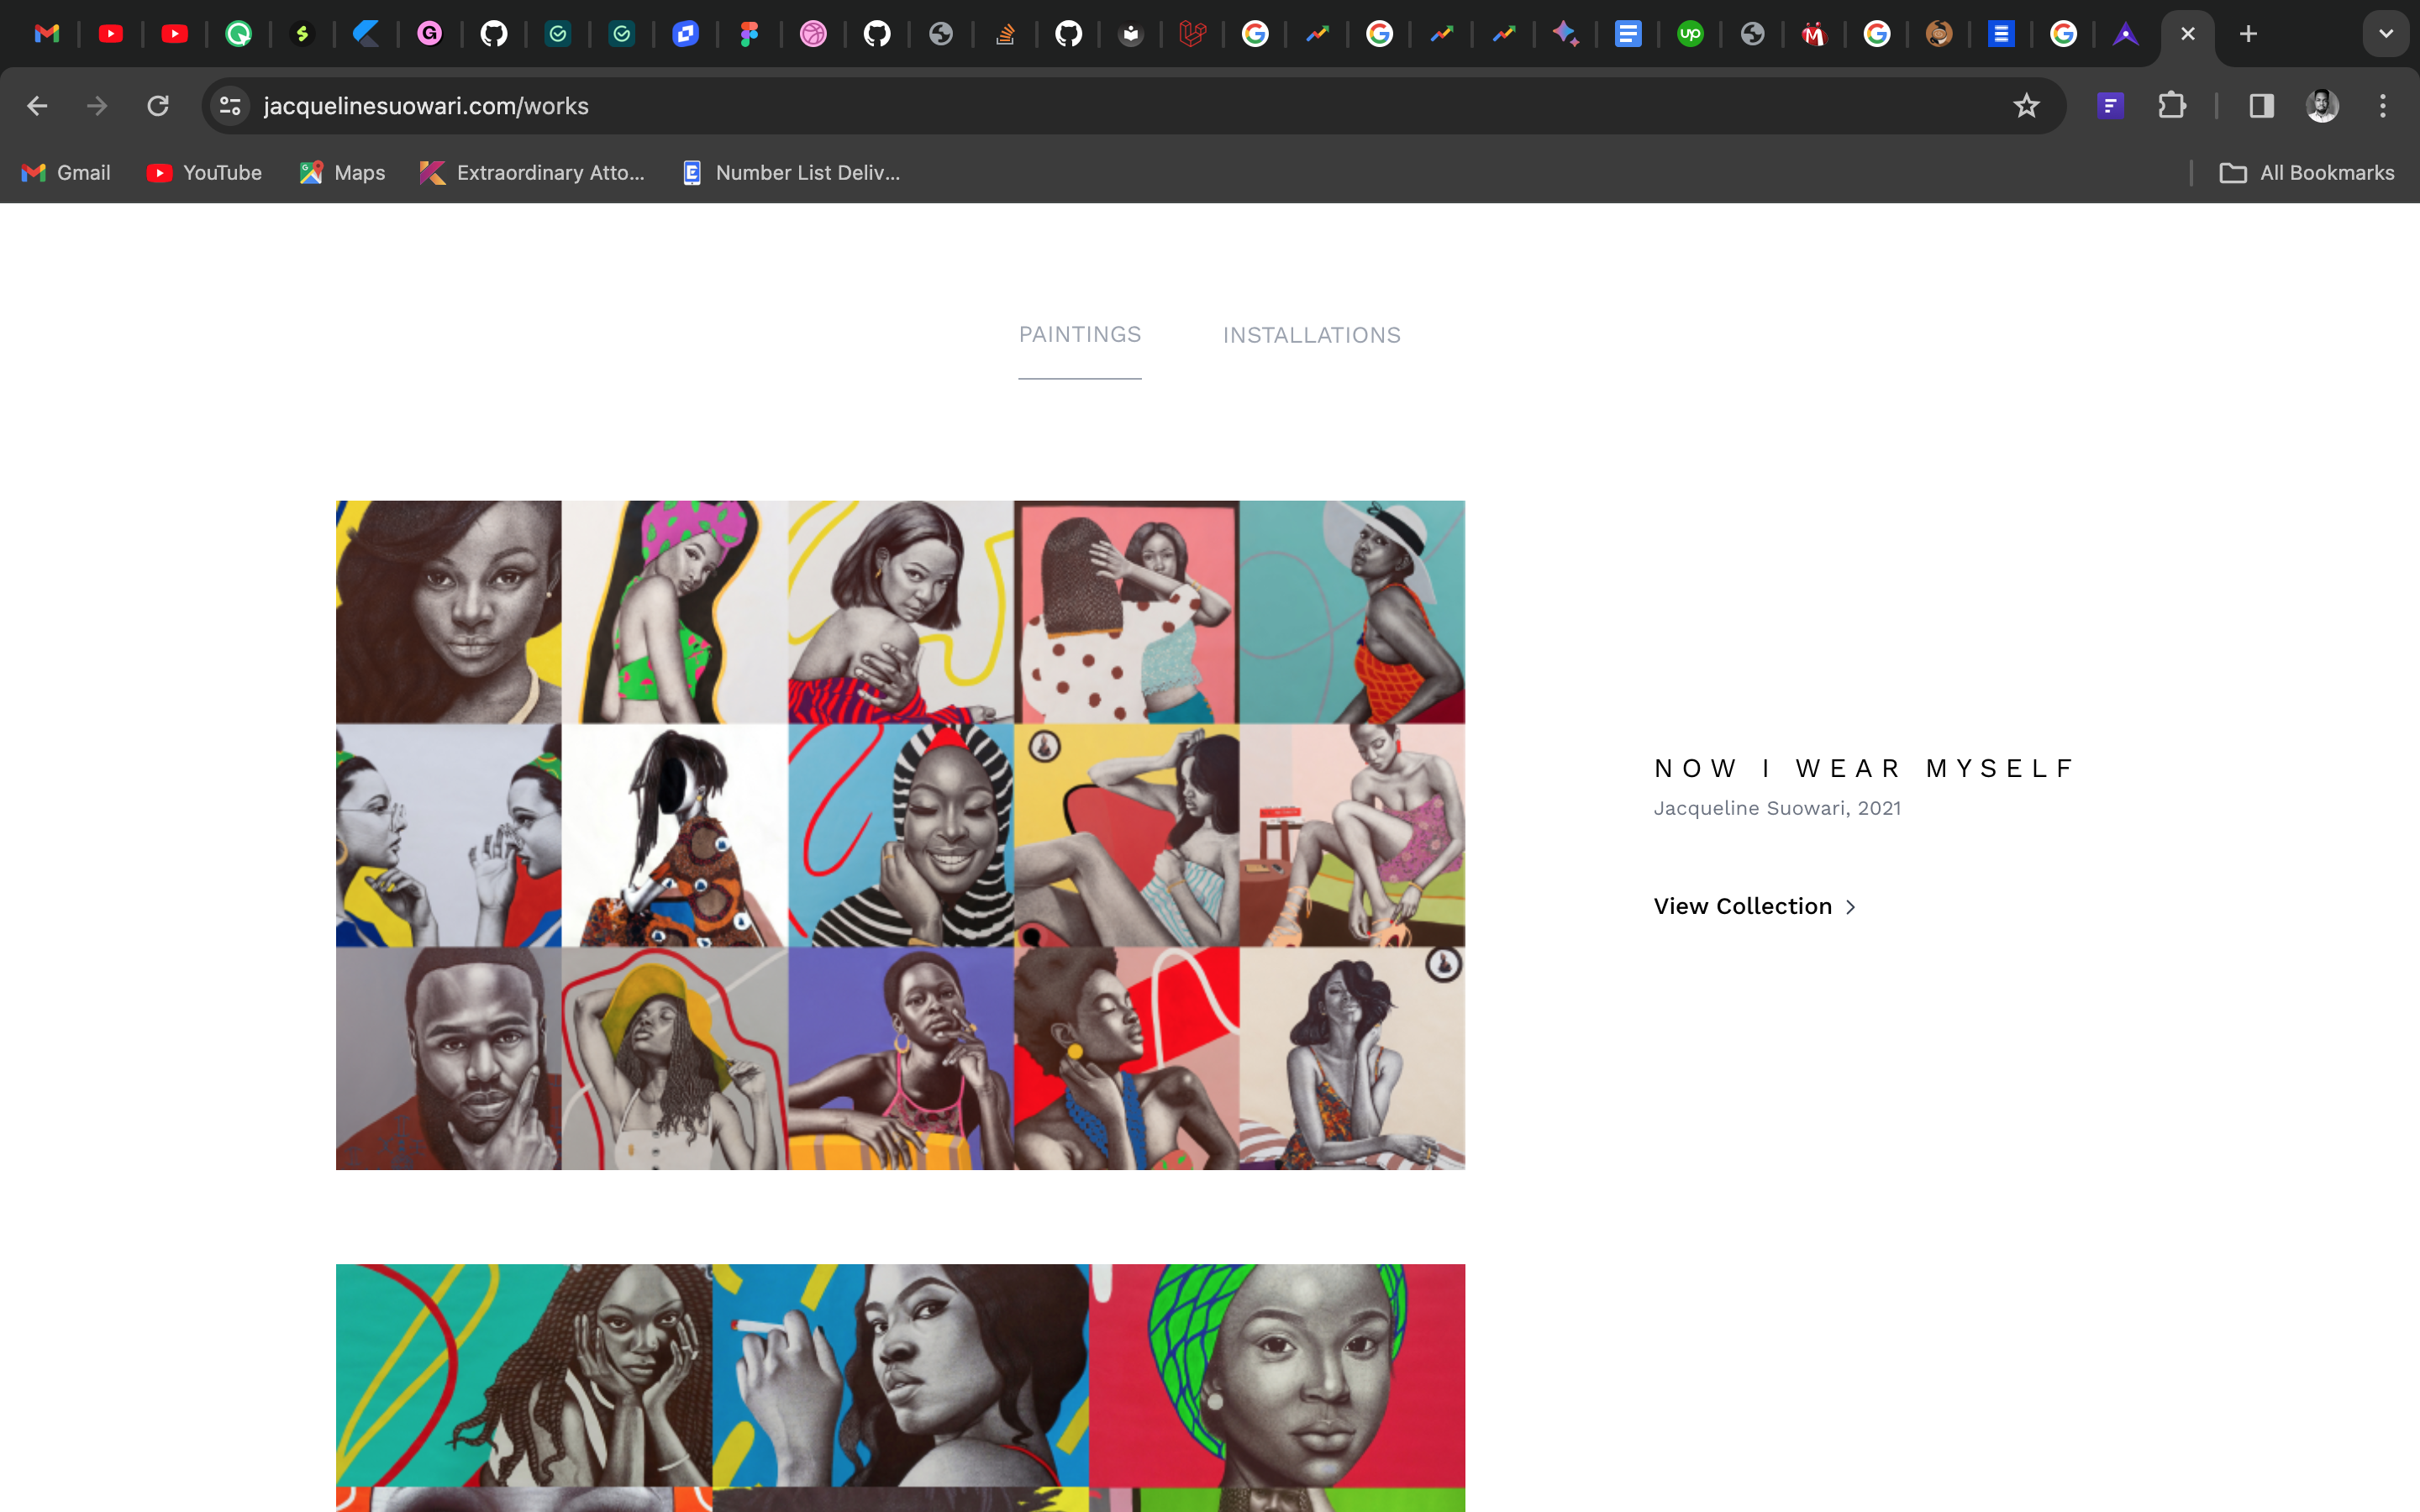 jacquelinesuowari.com/works
Gmail YouTube Maps Extraordinary Atto... Number List Deliv... All Bookmarks
PAINTINGS INSTALLATIONS
NOW I WEAR MYSELF
Jacqueline Suowari, 2021
View Collection